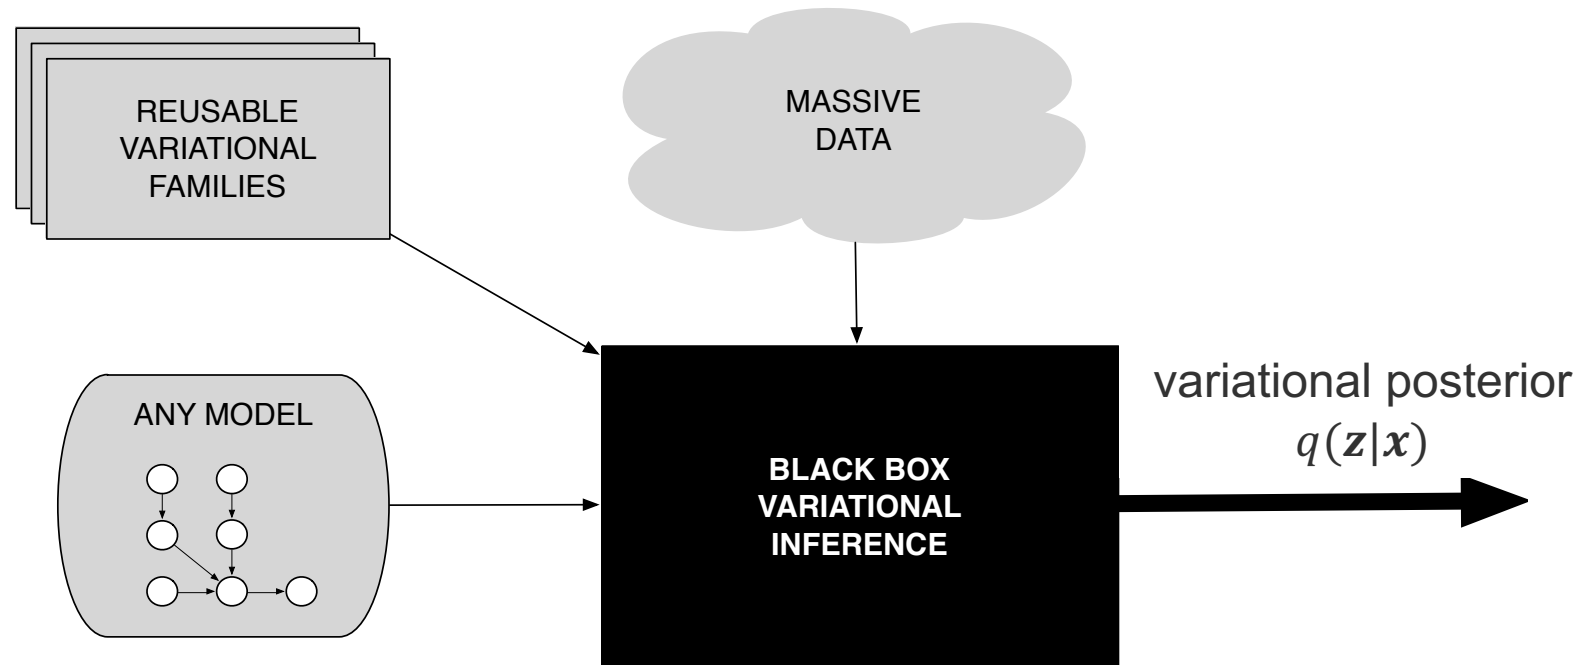 REUSABLE
VARIATIONAL
FAMILIES
MASSIVE
DATA
ANY MODEL
BLACK BOX
VARIATIONAL
INFERENCE
variational posterior
q(z|x)